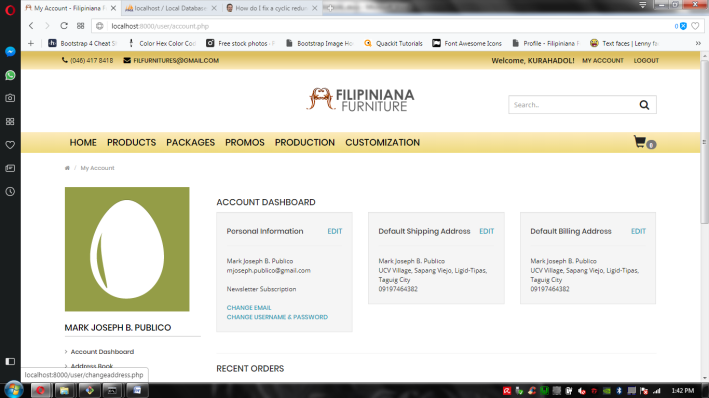 My Account - Filipiniana F
localhost / Local Database
How do I fix a cyclic redun
localhost:8000/user/account.php
Bootstrap 4 Cheat S
Color Hex Color Coc
Free stock photos
Bootstrap Image Ho
Quackit Tutorials
Font Awesome Icons
Profile - Filipiniana F
Text faces | Lenny fa
(046) 417 8418
FILFURNITURES@GMAIL.COM
Welcome, KURAHADOL!
MY ACCOUNT
LOGOUT
FILIPINIANA
FURNITURE
Search..
HOME PRODUCTS PACKAGES PROMOS PRODUCTION CUSTOMIZATION
0
/ My Account
ACCOUNT DASHBOARD
Personal Information EDIT
Mark Joseph B. Publico
mjoseph.publico@gmail.com
Newsletter Subscription
CHANGE EMAIL
CHANGE USERNAME & PASSWORD
Default Shipping Address EDIT
Mark Joseph B. Publico
UCV Village, Sapang Viejo, Ligid-Tipas,
Taguig City
09197464382
Default Billing Address EDIT
Mark Joseph B. Publico
UCV Village, Sapang Viejo, Ligid-Tipas,
Taguig City
09197464382
MARK JOSEPH B. PUBLICO
Account Dashboard
Address Book
RECENT ORDERS
localhost:8000/user/changeaddress.php
1:42 PM